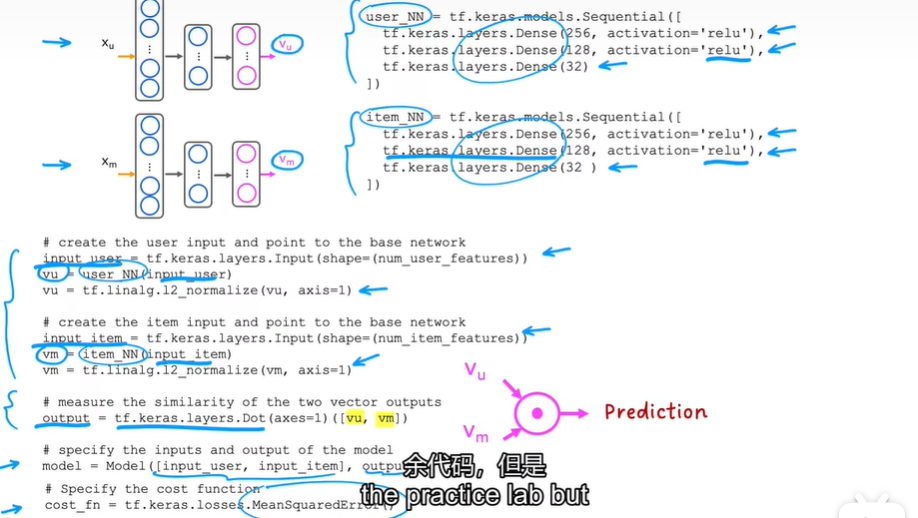 user_NN = tf.keras.models.Sequential([
tf.keras.layers.Dense(256, activation='relu'),
tf.keras.layers.Dense(128, activation='relu'),
tf.keras.layers.Dense(32)
])
xu
vu
item_NN = tf.keras.models.Sequential([
tf.keras.layers.Dense(256, activation='relu'),
tf.keras.layers.Dense(128, activation='relu'),
tf.keras.layers.Dense(32 )
])
xm
vm
# create the user input and point to the base network
input_user = tf.keras.layers.Input(shape=(num_user_features))
vu = user_NN(input_user)
vu = tf.linalg.l2_normalize(vu, axis=1)
# create the item input and point to the base network
input_item = tf.keras.layers.Input(shape=(num_item_features))
vm = item_NN(input_item)
vm = tf.linalg.l2_normalize(vm, axis=1)
# measure the similarity of the two vector outputs
output = tf.keras.layers.Dot(axes=1)([vu, vm])
vu
vm
Prediction
# specify the inputs and output of the model
model = Model([input_user, input_item], outpu
# Specify the cost function
cost_fn = tf.keras.losses.MeanSquaredError()
余代码，但是
the practice lab but